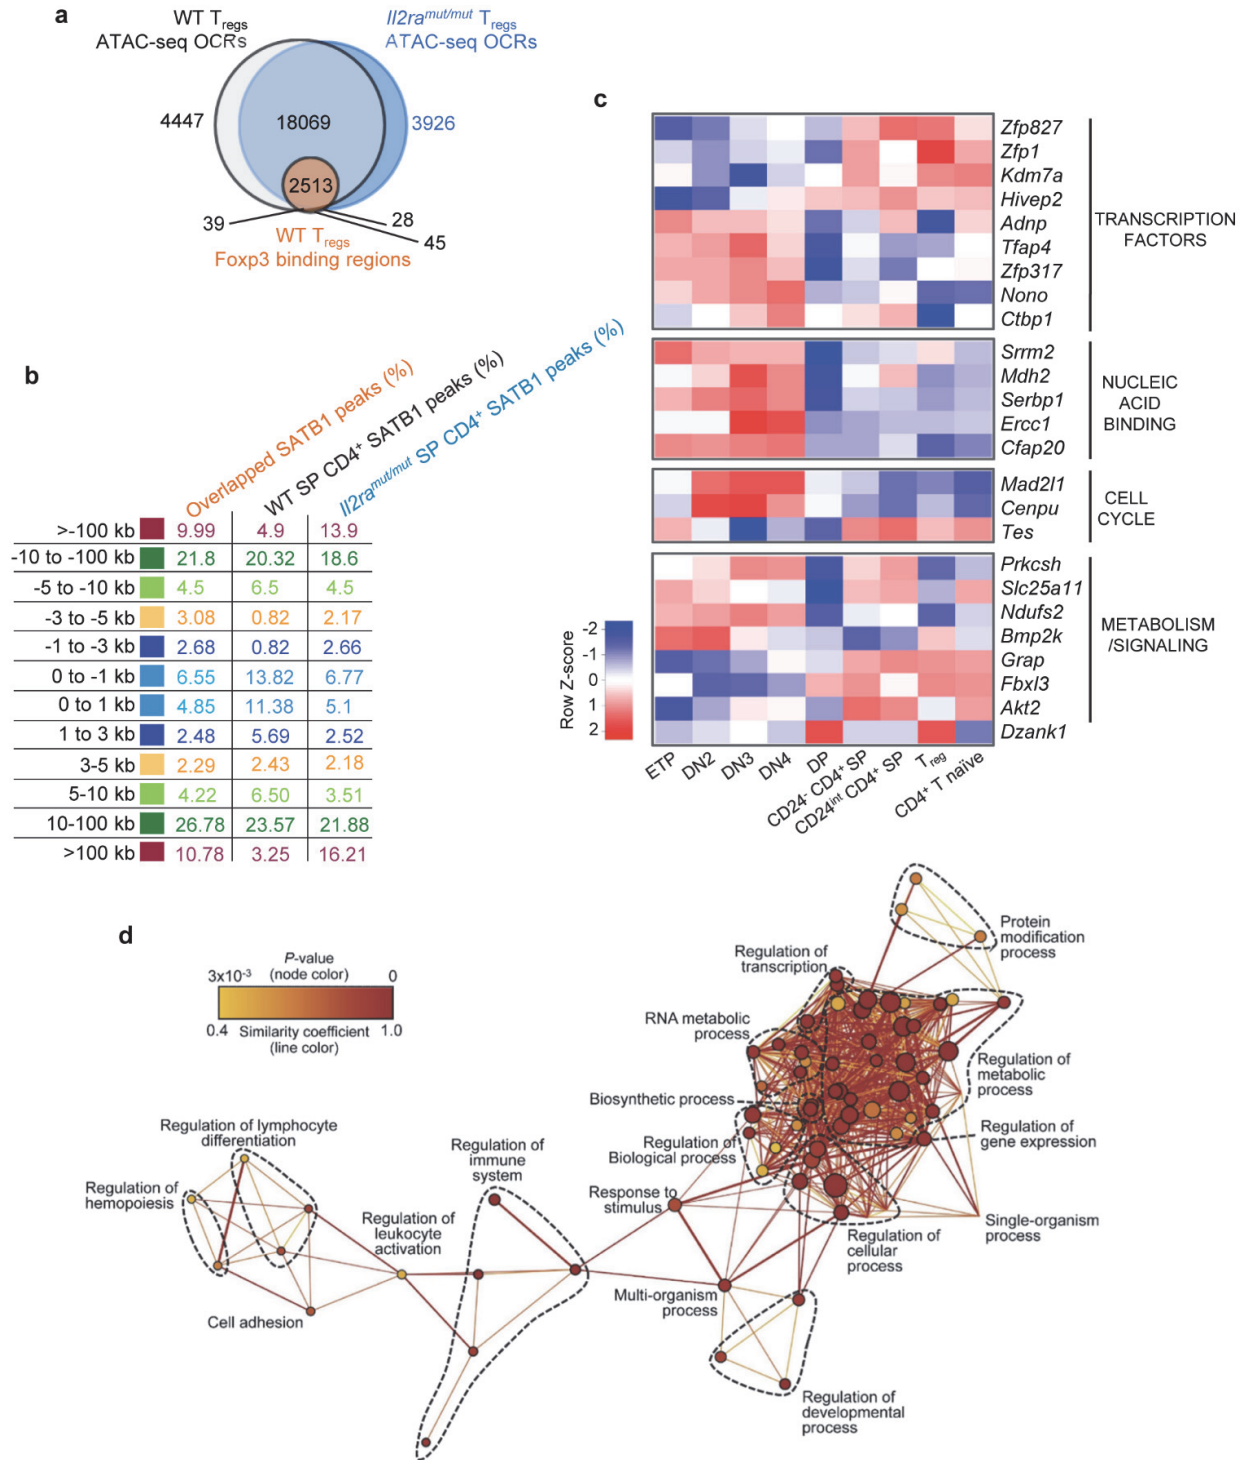 a
WT Tregs
ATAC-seq OCRs
Il2ra^mut/mut Tregs
ATAC-seq OCRs
4447
18069
3926
2513
39
28
45
WT Tregs
Foxp3 binding regions
b
Overlapped SATB1 peaks (%)
WT SP CD4+ SATB1 peaks (%)
Il2ra^mut/mut SP CD4+ SATB1 peaks (%)
>-100 kb 9.99 4.9 13.9
-10 to -100 kb 21.8 20.32 18.6
-5 to -10 kb 4.5 6.5 4.5
-3 to -5 kb 3.08 0.82 2.17
-1 to -3 kb 2.68 0.82 2.66
0 to -1 kb 6.55 13.82 6.77
0 to 1 kb 4.85 11.38 5.1
1 to 3 kb 2.48 5.69 2.52
3-5 kb 2.29 2.43 2.18
5-10 kb 4.22 6.50 3.51
10-100 kb 26.78 23.57 21.88
>100 kb 10.78 3.25 16.21
c
Zfp827
Zfp1
Kdm7a
Hivep2
Adnp
Tfap4
Zfp317
Nono
Ctbp1
TRANSCRIPTION
FACTORS
Srrm2
Mdh2
Serbp1
Ercc1
Cfap20
NUCLEIC
ACID
BINDING
Mad2l1
Cenpu
Tes
CELL
CYCLE
Prkcsh
Slc25a11
Ndufs2
Bmp2k
Grap
Fbxl3
Akt2
Dzank1
METABOLISM
/SIGNALING
Row Z-score
-2
-1
0
1
2
ETP
DN2
DN3
DN4
DP
CD24- CD4+ SP
CD24int CD4+ SP
Treg
CD4+ T naïve
d
P-value
(node color)
3x10-3
0
0.4
Similarity coefficient
(line color)
1.0
Protein
modification
process
Regulation of
transcription
RNA metabolic
process
Regulation of
metabolic
process
Biosynthetic process
Regulation of
gene expression
Regulation of
Biological process
Regulation of lymphocyte
differentiation
Regulation of
immune
system
Regulation of
hemopoiesis
Response to
stimulus
Regulation of
leukocyte
activation
Single-organism
process
Regulation of
cellular
process
Multi-organism
process
Cell adhesion
Regulation of
developmental
process